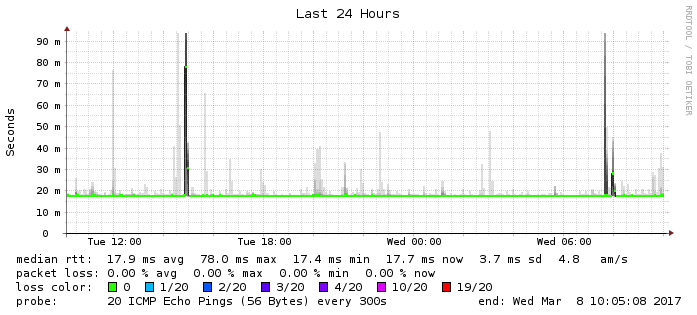 Last 24 Hours
RRDTOOL / TOBI OETIKER
Seconds
90 m
80 m
70 m
60 m
50 m
40 m
30 m
20 m
10 m
0
Tue 12:00 Tue 18:00 Wed 00:00 Wed 06:00
median rtt: 17.9 ms avg 78.0 ms max 17.4 ms min 17.7 ms now 3.7 ms sd 4.8 am/s
packet loss: 0.00 % avg 0.00 % max 0.00 % min 0.00 % now
loss color: 0 1/20 2/20 3/20 4/20 10/20 19/20
probe: 20 ICMP Echo Pings (56 Bytes) every 300s end: Wed Mar 8 10:05:08 2017